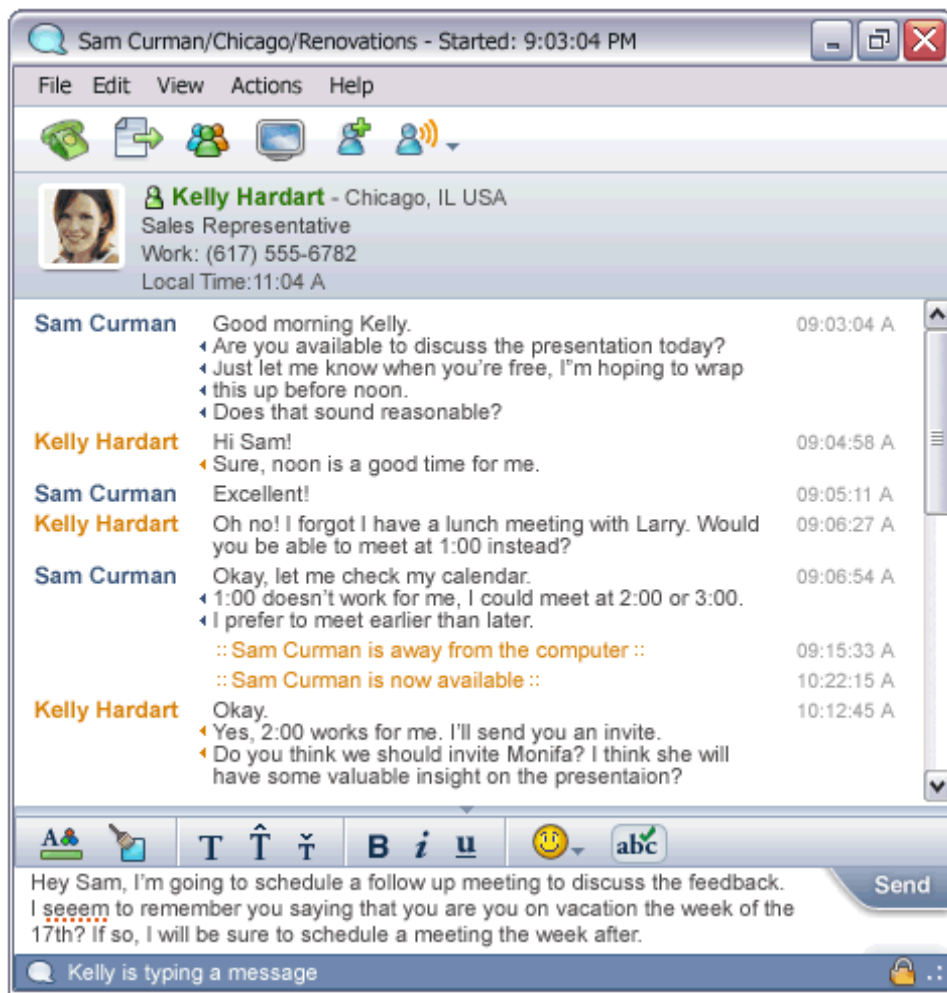 Sam Curman/Chicago/Renovations - Started: 9:03:04 PM
File Edit View Actions Help
Kelly Hardart - Chicago, IL USA
Sales Representative
Work: (617) 555-6782
Local Time:11:04 A
Sam Curman Good morning Kelly. 09:03:04 A
Are you available to discuss the presentation today?
Just let me know when you're free, I"m hoping to wrap
this up before noon.
Does that sound reasonable?
Kelly Hardart Hi Sam! 09:04:58 A
Sure, noon is a good time for me.
Sam Curman Excellent! 09:05:11 A
Kelly Hardart Oh no! I forgot I have a lunch meeting with Larry. Would 09:06:27 A
you be able to meet at 1:00 instead?
Sam Curman Okay, let me check my calendar. 09:06:54 A
1:00 doesn't work for me, I could meet at 2:00 or 3:00.
I prefer to meet earlier than later.
:: Sam Curman is away from the computer :: 09:15:33 A
:: Sam Curman is now available :: 10:22:15 A
Kelly Hardart Okay. 10:12:45 A
Yes, 2:00 works for me. I'll send you an invite.
Do you think we should invite Monifa? I think she will
have some valuable insight on the presentaion?
A T T T B i u abc
Hey Sam, I'm going to schedule a follow up meeting to discuss the feedback. Send
I seeem to remember you saying that you are you on vacation the week of the
17th? If so, I will be sure to schedule a meeting the week after.
Kelly is typing a message